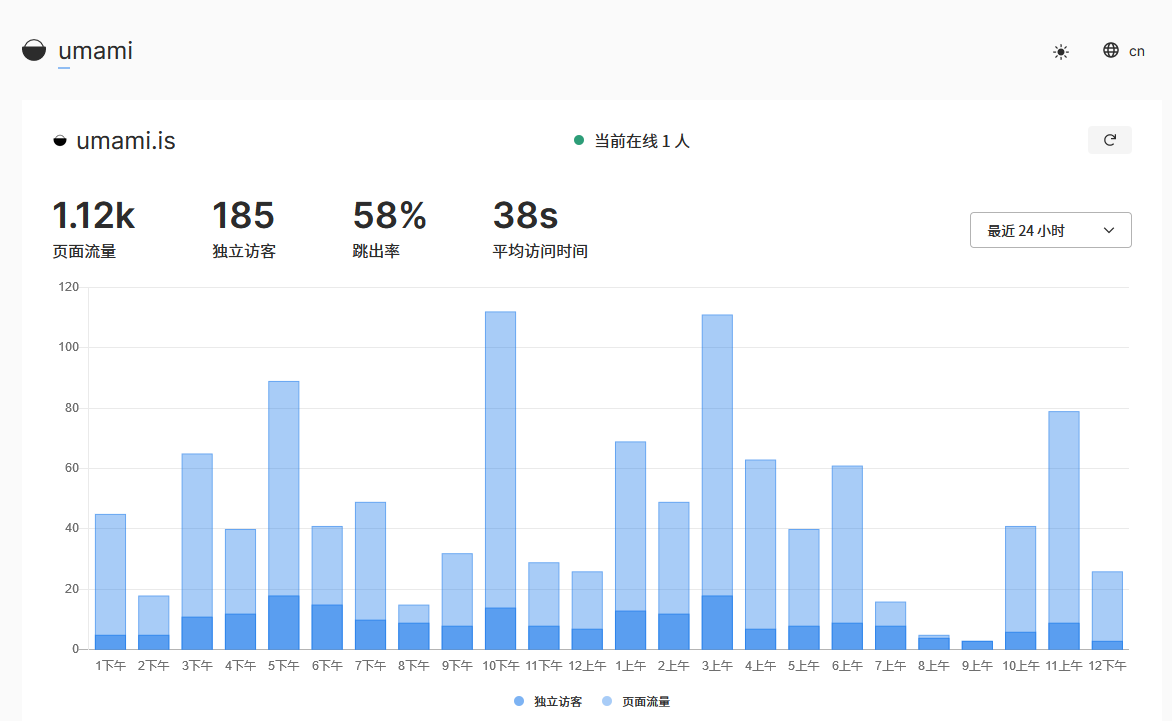 umami
cn
umami.is
当前在线 1 人
1.12k 185 58% 38s
页面流量 独立访客 跳出率 平均访问时间
最近 24 小时
120
100
80
60
40
20
0
1下午 2下午 3下午 4下午 5下午 6下午 7下午 8下午 9下午 10下午 11下午 12上午 1上午 2上午 3上午 4上午 5上午 6上午 7上午 8上午 9上午 10上午 11上午 12下午
独立访客 页面流量